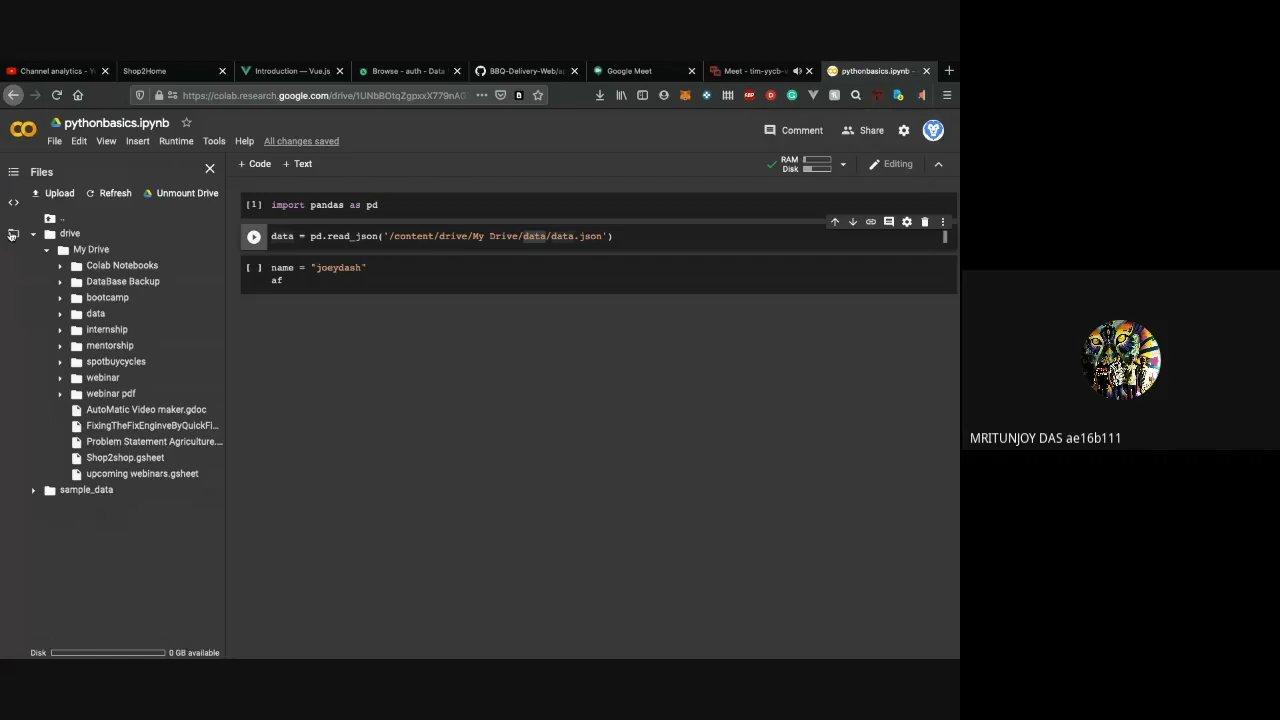 Channel analytics - Y
Shop2Home
Introduction — Vue.js
Browse - auth - Data
BBQ-Delivery-Web/a
Google Meet
Meet - tim-yycb-v
pythonbasics.ipynb -
https://colab.research.google.com/drive/1UNbBOtqZgpxxX779nAG
pythonbasics.ipynb
Comment
Share
File Edit View Insert Runtime Tools Help All changes saved
Files
+ Code + Text
RAM
Disk
Editing
Upload Refresh Unmount Drive
..
drive
My Drive
Colab Notebooks
DataBase Backup
bootcamp
data
internship
mentorship
spotbuycycles
webinar
webinar pdf
AutoMatic Video maker.gdoc
FixingTheFixEnginveByQuickFi...
Problem Statement Agriculture....
Shop2shop.gsheet
upcoming webinars.gsheet
sample_data
[1] import pandas as pd
data = pd.read_json('/content/drive/My Drive/data/data.json')
[ ] name = "joeydash"
af
Disk 0 GB available
MRITUNJOY DAS ae16b111